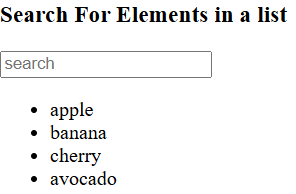 Search For Elements in a list
search
apple
banana
cherry
avocado